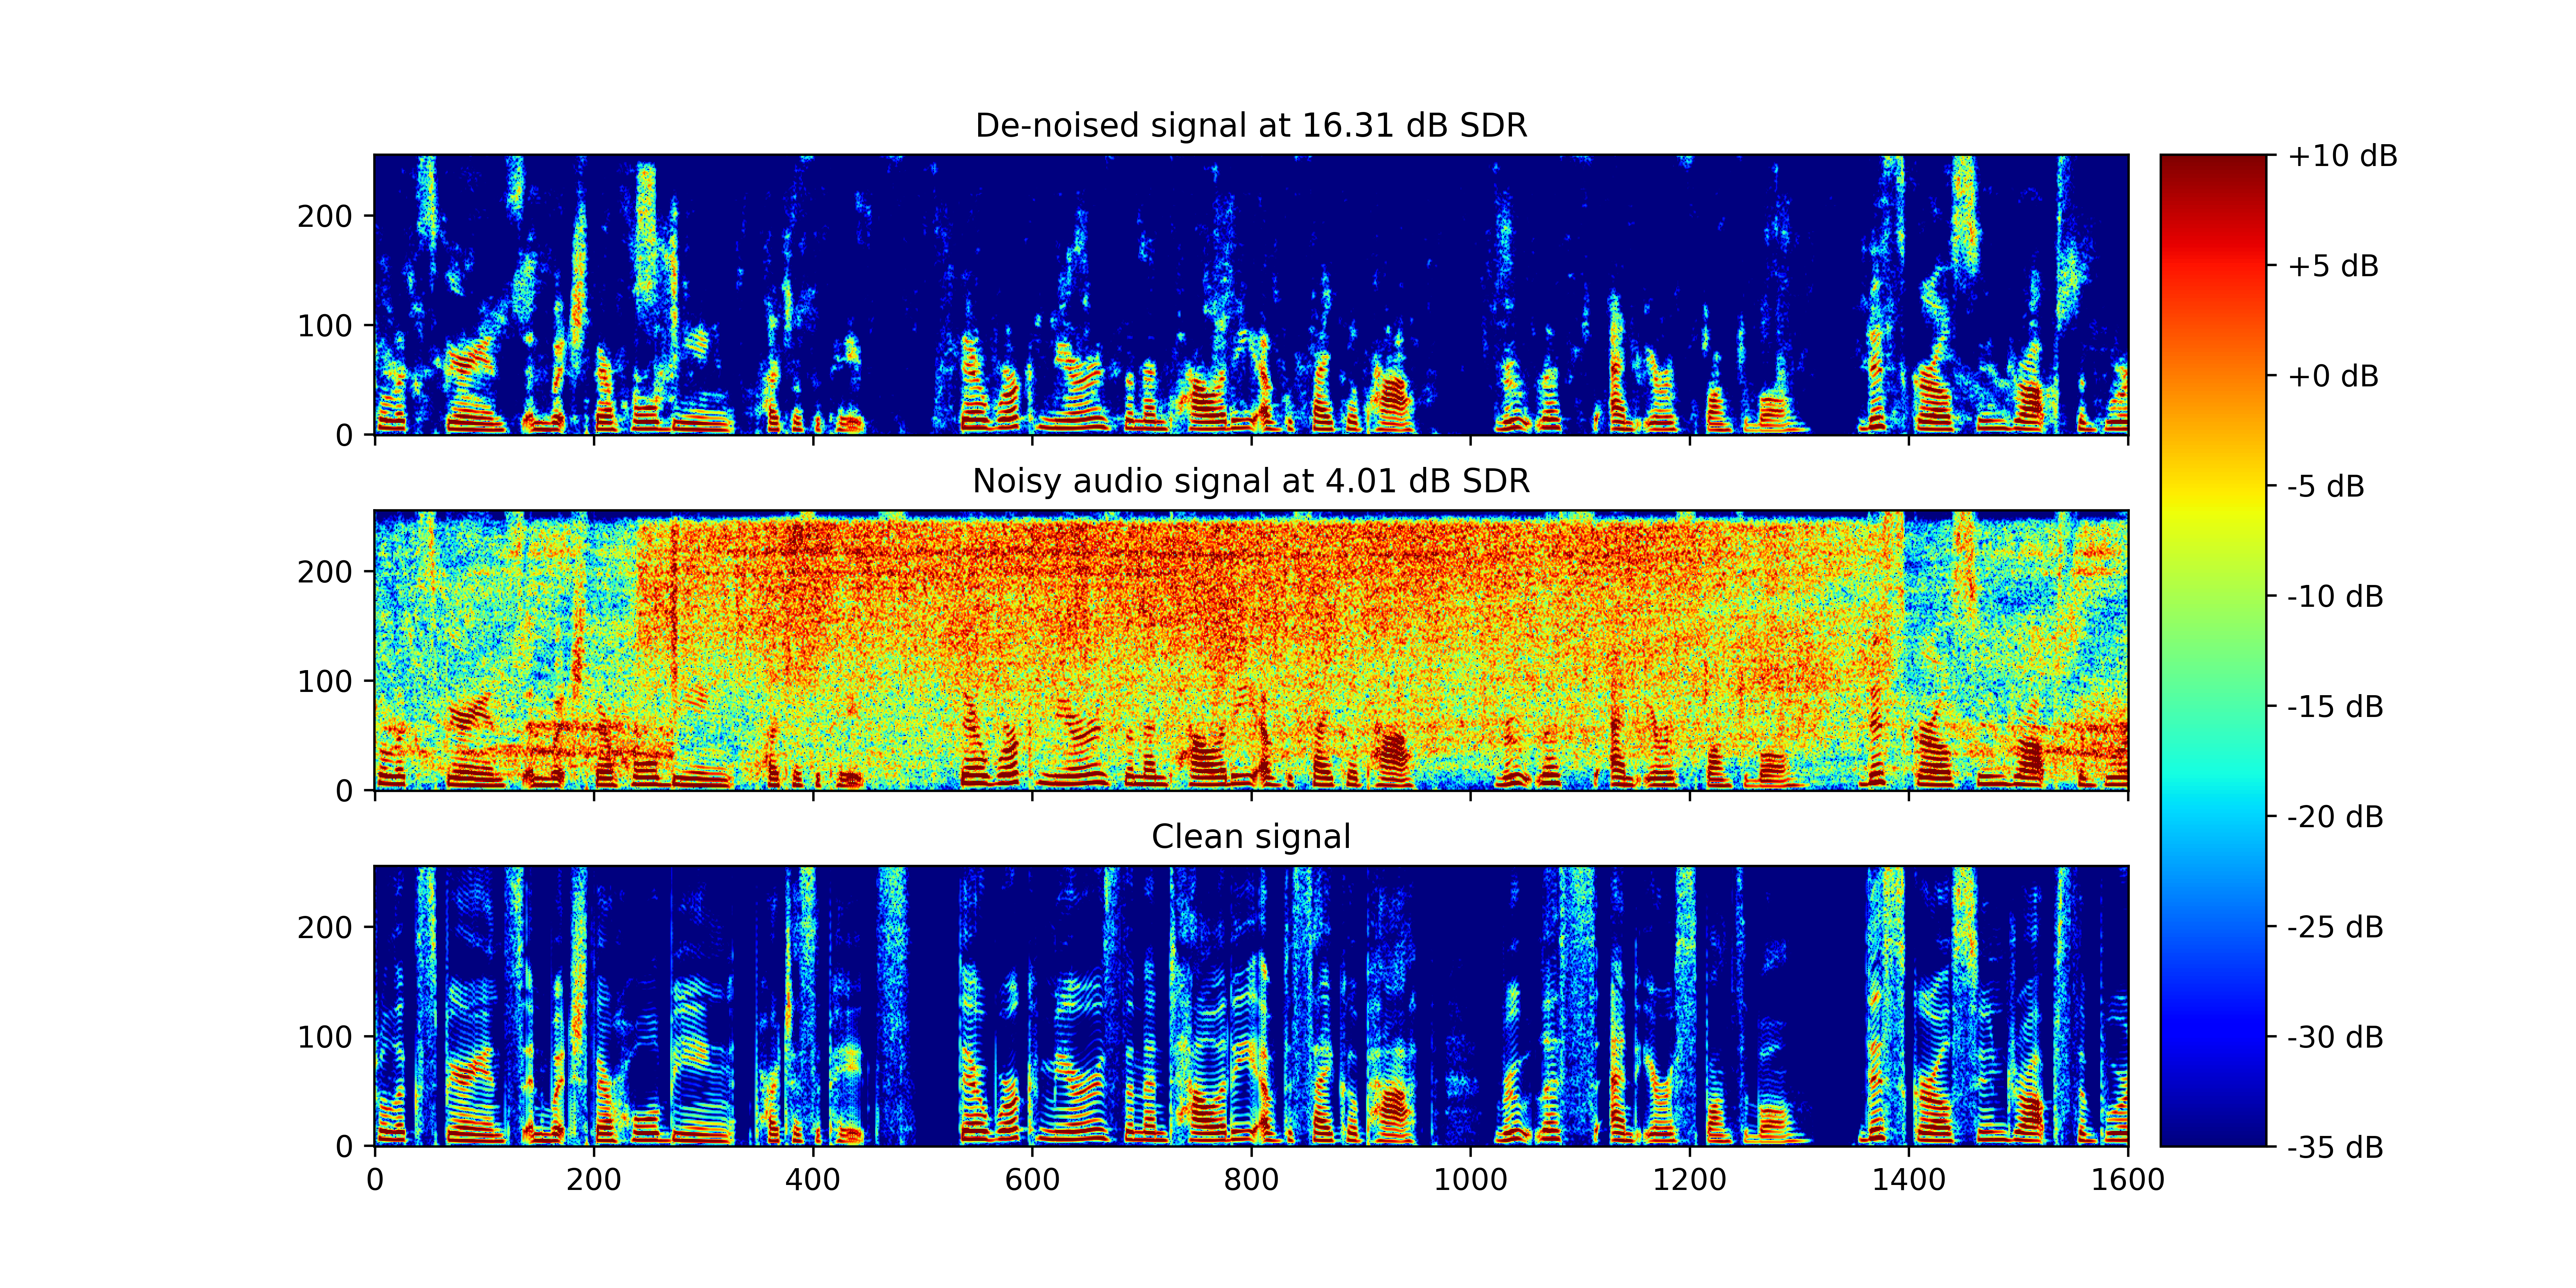 De-noised signal at 16.31 dB SDR
200
100
0
Noisy audio signal at 4.01 dB SDR
200
100
0
Clean signal
200
100
0
0 200 400 600 800 1000 1200 1400 1600
+10 dB
+5 dB
+0 dB
-5 dB
-10 dB
-15 dB
-20 dB
-25 dB
-30 dB
-35 dB